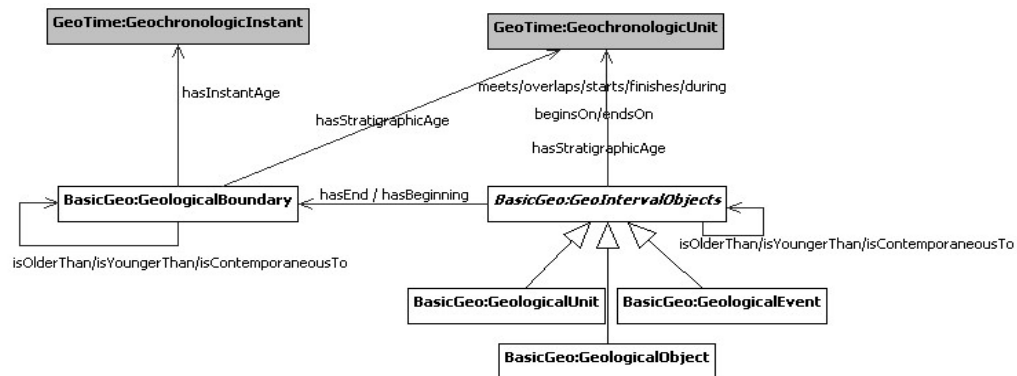 GeoTime:GeochronologicInstant
GeoTime:GeochronologicUnit
hasInstantAge
meets/overlaps/starts/finishes/during
hasStratigraphicAge
beginsOn/endsOn
hasStratigraphicAge
BasicGeo:GeologicalBoundary
hasEnd / hasBeginning
BasicGeo:GeoIntervalObjects
isOlderThan/isYoungerThan/isContemporaneousTo
isOlderThan/isYoungerThan/isContemporaneousTo
BasicGeo:GeologicalUnit
BasicGeo:GeologicalEvent
BasicGeo:GeologicalObject